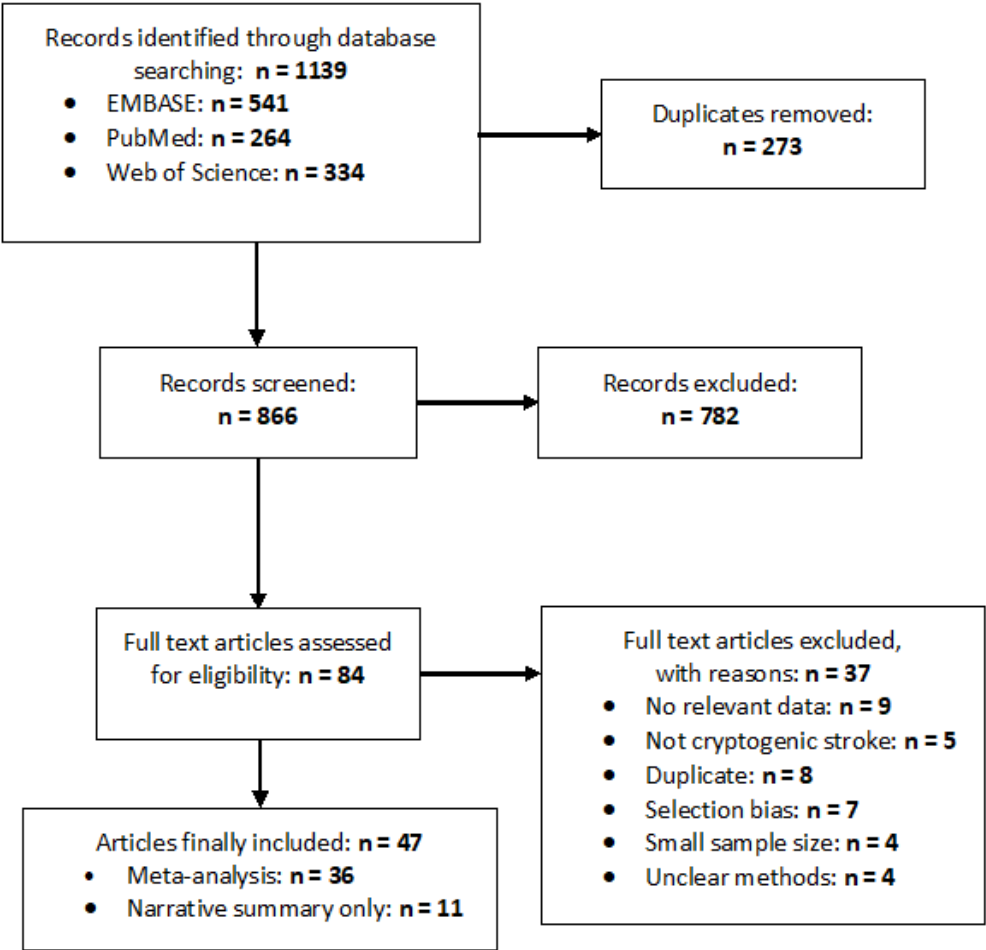 Records identified through database
searching: n = 1139
• EMBASE: n = 541
• PubMed: n = 264
• Web of Science: n = 334
Duplicates removed:
n = 273
Records screened:
n = 866
Records excluded:
n = 782
Full text articles assessed
for eligibility: n = 84
Full text articles excluded,
with reasons: n = 37
• No relevant data: n = 9
• Not cryptogenic stroke: n = 5
• Duplicate: n = 8
• Selection bias: n = 7
• Small sample size: n = 4
• Unclear methods: n = 4
Articles finally included: n = 47
• Meta-analysis: n = 36
• Narrative summary only: n = 11